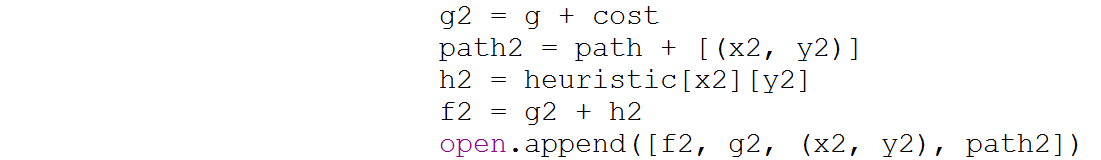 g2 = g + cost
path2 = path + [(x2, y2)]
h2 = heuristic[x2][y2]
f2 = g2 + h2
open.append([f2, g2, (x2, y2), path2])